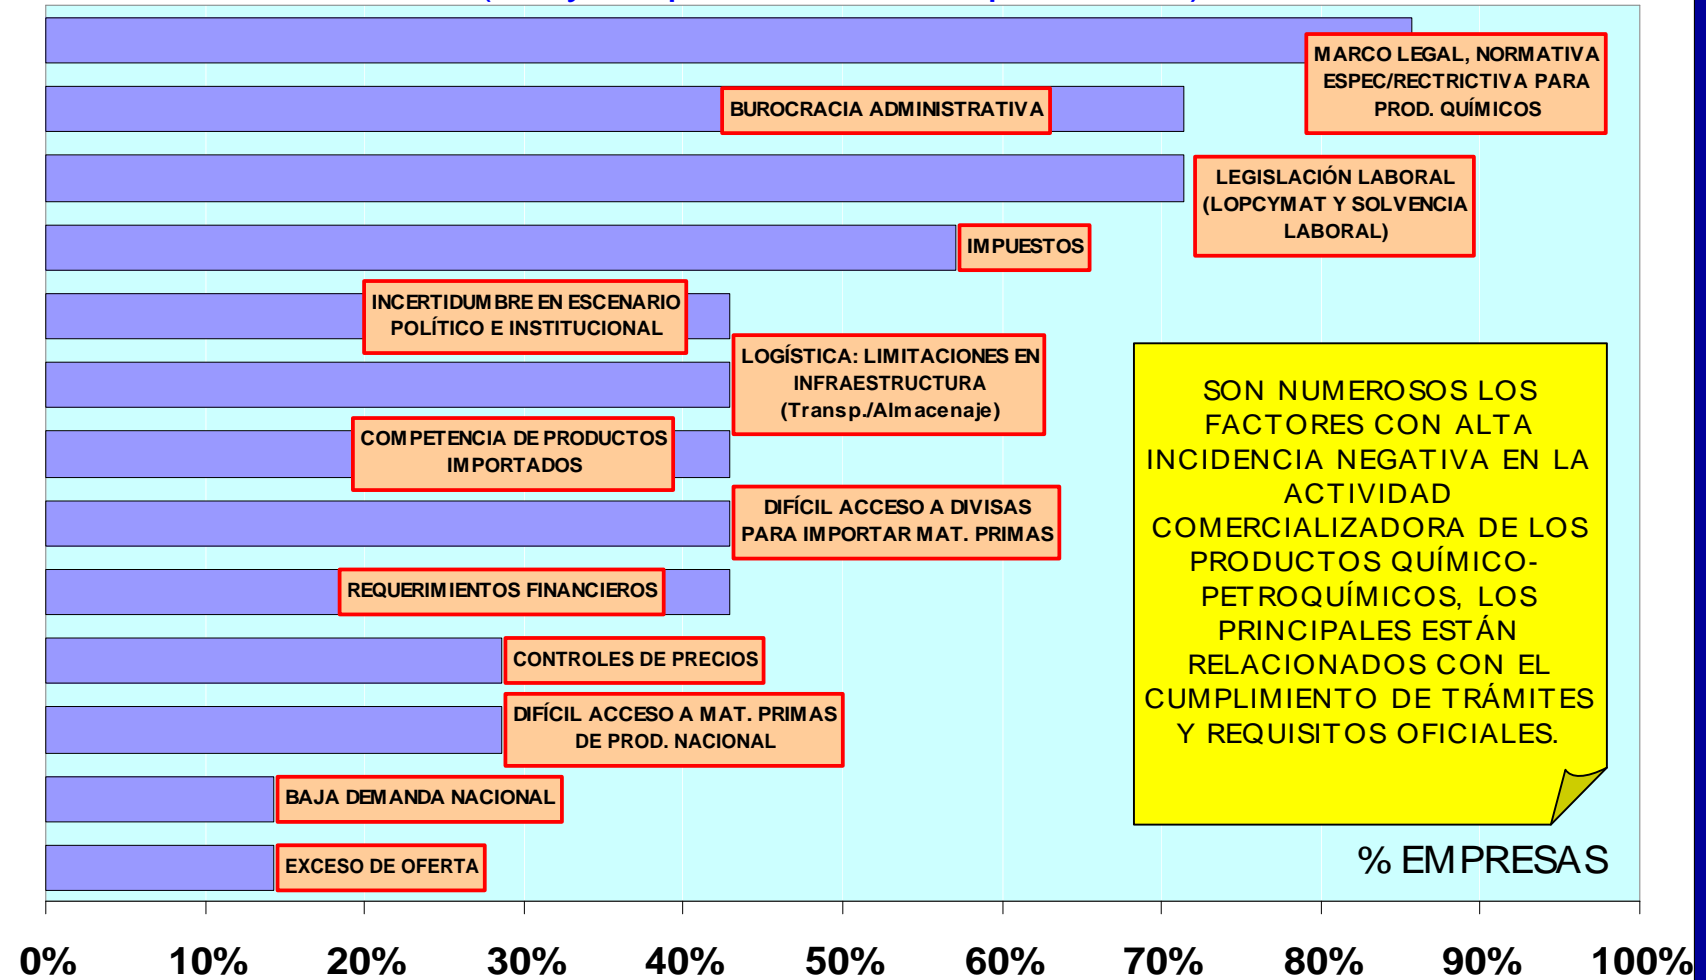 MARCO LEGAL, NORMATIVA
ESPEC/RECTRICTIVA PARA
PROD. QUÍMICOS
BUROCRACIA ADMINISTRATIVA
LEGISLACIÓN LABORAL
(LOPCYMAT Y SOLVENCIA
LABORAL)
IMPUESTOS
INCERTIDUMBRE EN ESCENARIO
POLÍTICO E INSTITUCIONAL
LOGÍSTICA: LIMITACIONES EN
INFRAESTRUCTURA
(Transp./Almacenaje)
COMPETENCIA DE PRODUCTOS
IMPORTADOS
DIFÍCIL ACCESO A DIVISAS
PARA IMPORTAR MAT. PRIMAS
REQUERIMIENTOS FINANCIEROS
CONTROLES DE PRECIOS
DIFÍCIL ACCESO A MAT. PRIMAS
DE PROD. NACIONAL
BAJA DEMANDA NACIONAL
EXCESO DE OFERTA
SON NUMEROSOS LOS
FACTORES CON ALTA
INCIDENCIA NEGATIVA EN LA
ACTIVIDAD
COMERCIALIZADORA DE LOS
PRODUCTOS QUÍMICO-
PETROQUÍMICOS, LOS
PRINCIPALES ESTÁN
RELACIONADOS CON EL
CUMPLIMIENTO DE TRÁMITES
Y REQUISITOS OFICIALES.
% EMPRESAS
0% 10% 20% 30% 40% 50% 60% 70% 80% 90% 100%